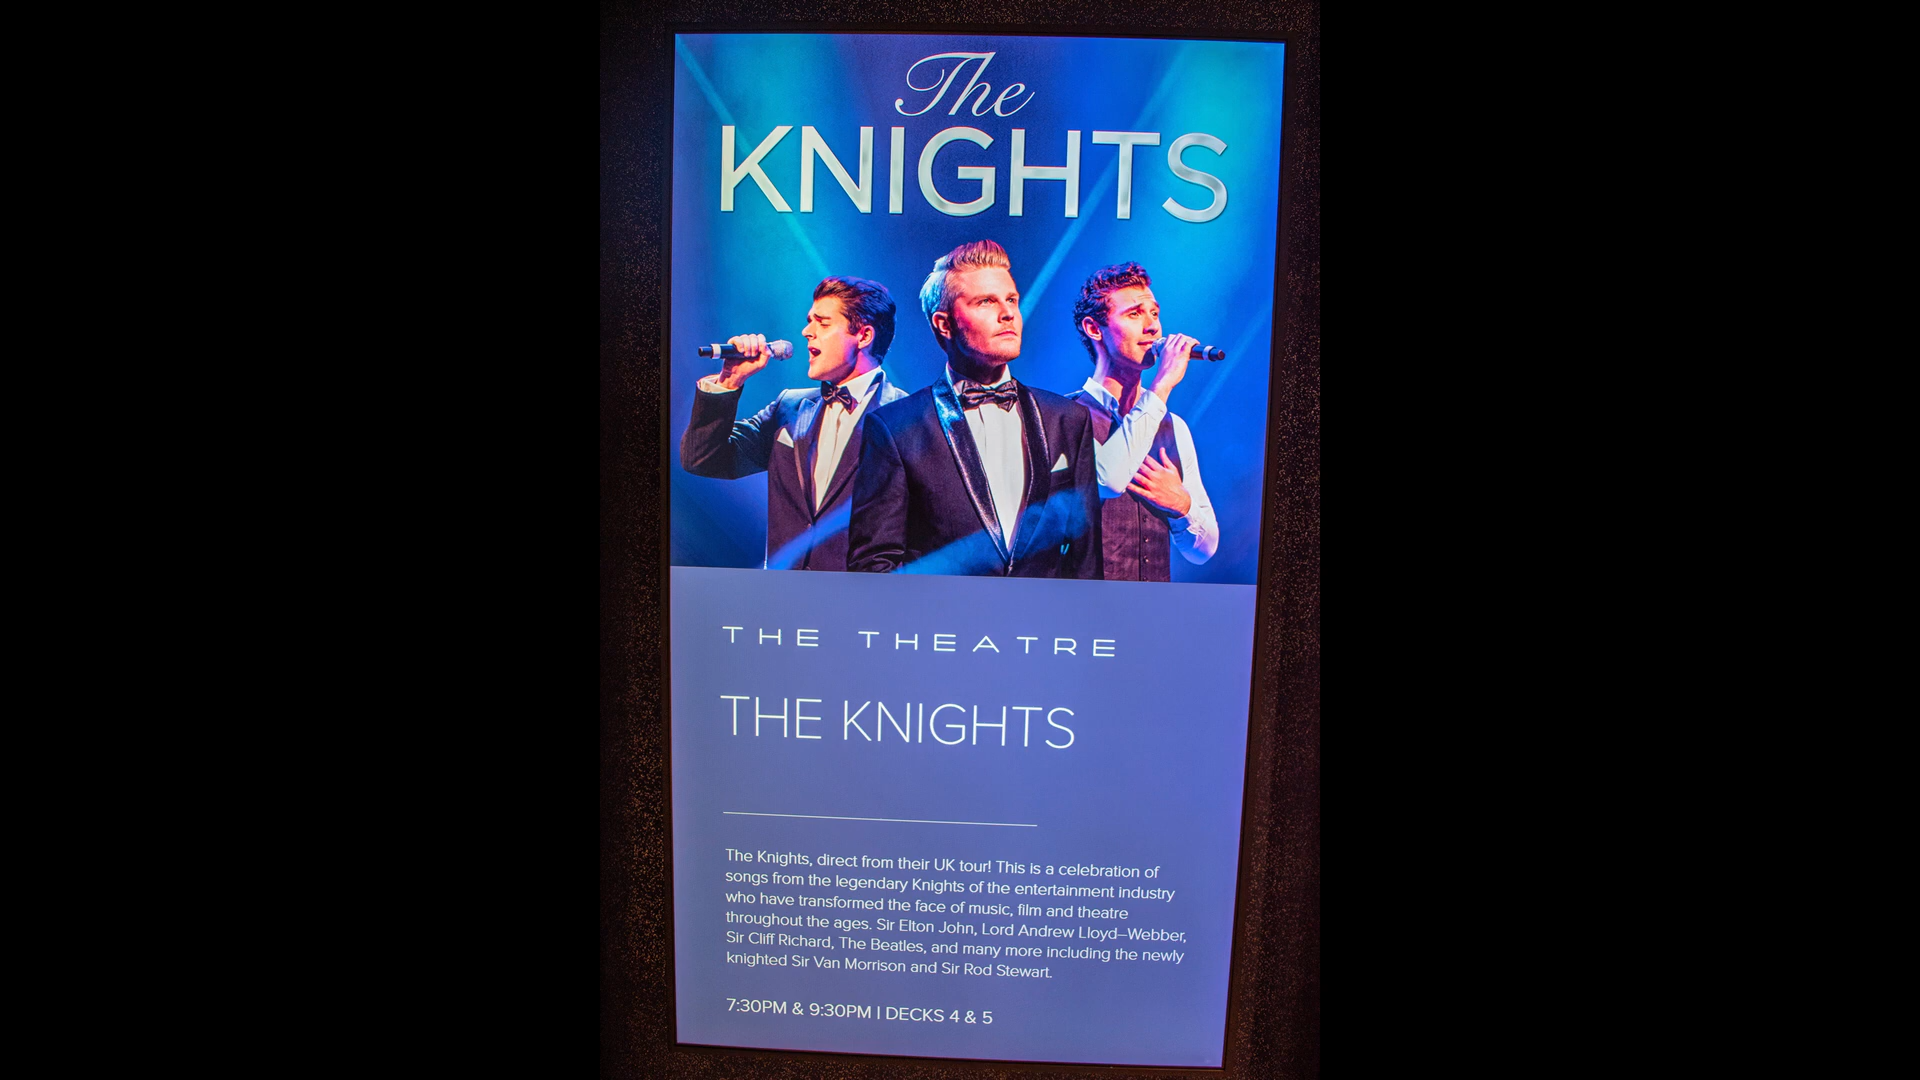 The
KNIGHTS
THE THEATRE
THE KNIGHTS
The Knights, direct from their UK tour! This is a celebration of
songs from the legendary Knights of the entertainment industry
who have transformed the face of music, film and theatre
throughout the ages. Sir Elton John, Lord Andrew Lloyd–Webber,
Sir Cliff Richard, The Beatles, and many more including the newly
knighted Sir Van Morrison and Sir Rod Stewart.
7:30PM & 9:30PM | DECKS 4 & 5